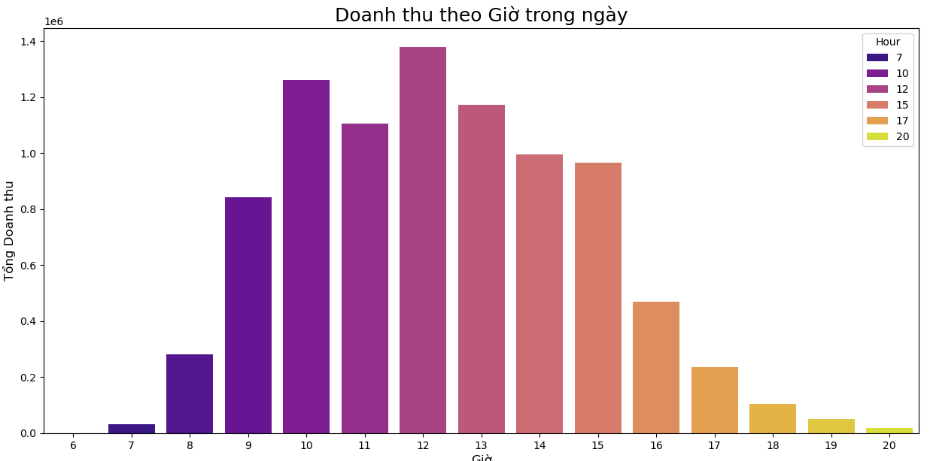 Doanh thu theo Giờ trong ngày
1e6
Tổng Doanh thu
1.4
1.2
1.0
0.8
0.6
0.4
0.2
0.0
Hour
7
10
12
15
17
20
6 7 8 9 10 11 12 13 14 15 16 17 18 19 20
Giờ